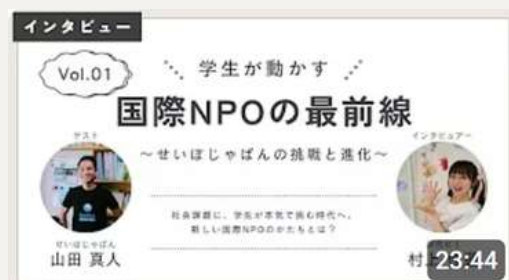 インタビュー
Vol.01
学生が動かす
国際NPOの最前線
～せいぼじゃぱんの挑戦と進化～
ゲスト
インタビュアー
社会課題に、学生が本気で挑む時代へ。
新しい国際NPOのかたちとは？
せいぼじゃぱん
山田 真人
村上
23:44